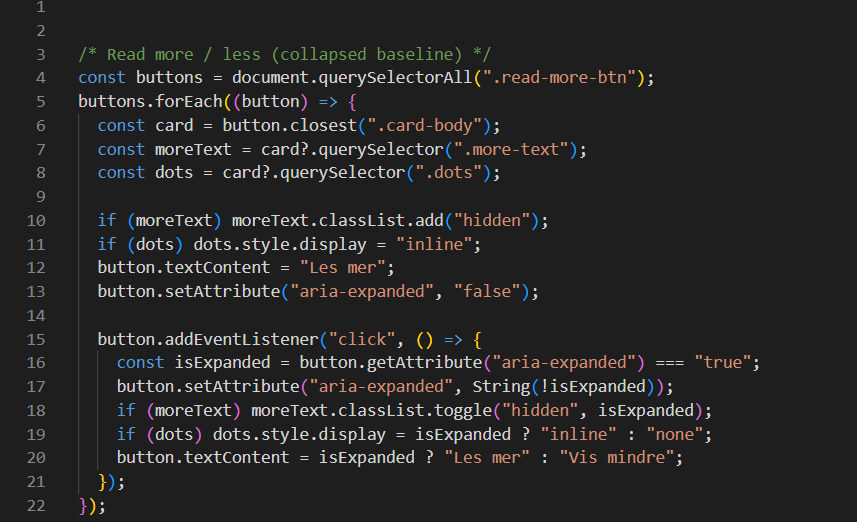 1
2
3 /* Read more / less (collapsed baseline) */
4 const buttons = document.querySelectorAll(".read-more-btn");
5 buttons.forEach((button) => {
6   const card = button.closest(".card-body");
7   const moreText = card?.querySelector(".more-text");
8   const dots = card?.querySelector(".dots");
9
10   if (moreText) moreText.classList.add("hidden");
11   if (dots) dots.style.display = "inline";
12   button.textContent = "Les mer";
13   button.setAttribute("aria-expanded", "false");
14
15   button.addEventListener("click", () => {
16     const isExpanded = button.getAttribute("aria-expanded") === "true";
17     button.setAttribute("aria-expanded", String(!isExpanded));
18     if (moreText) moreText.classList.toggle("hidden", isExpanded);
19     if (dots) dots.style.display = isExpanded ? "inline" : "none";
20     button.textContent = isExpanded ? "Les mer" : "Vis mindre";
21   });
22 });